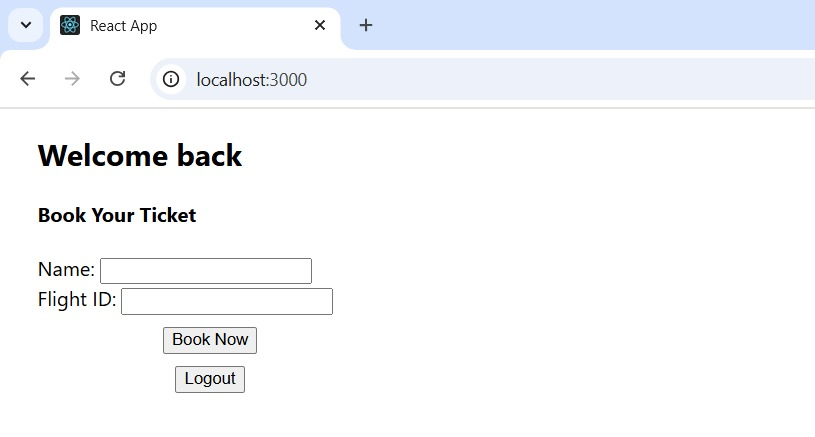 React App
localhost:3000
Welcome back
Book Your Ticket
Name:
Flight ID:
Book Now
Logout